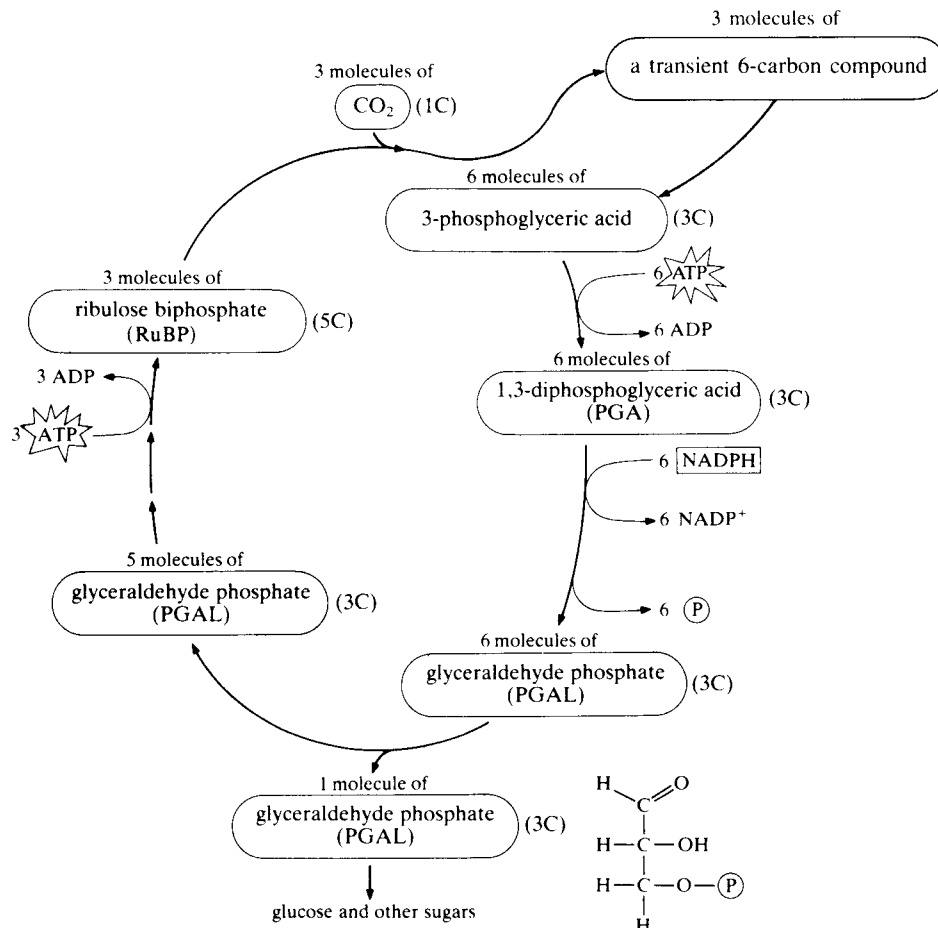 3 molecules of
a transient 6-carbon compound
3 molecules of
CO₂ (1C)
6 molecules of
3-phosphoglyceric acid (3C)
6 ATP
6 ADP
3 molecules of
ribulose biphosphate
(RuBP)
(5C)
3 ADP
3 ATP
6 molecules of
1,3-diphosphoglyceric acid
(PGA)
(3C)
6 NADPH
6 NADP⁺
6 P
5 molecules of
glyceraldehyde phosphate
(PGAL)
(3C)
6 molecules of
glyceraldehyde phosphate
(PGAL)
(3C)
1 molecule of
glyceraldehyde phosphate
(PGAL)
(3C)
glucose and other sugars
H O
C
H—C—OH
H—C—O—P
H